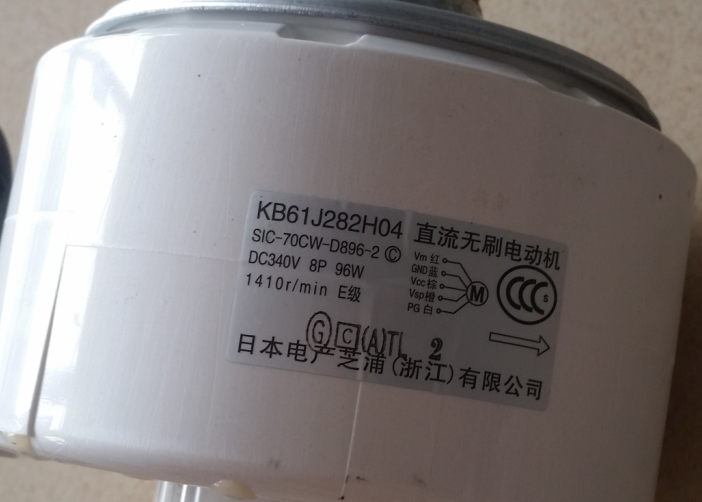 KB61J282H04 直流无刷电动机
SIC-70CW-D896-2 Ⓒ
DC340V 8P 96W
1410r/min E级
Vm 红
GND 蓝
Vcc 棕
Vsp 橙
PG 白
M
CCC S
G C (A)TL 2
日本电产芝浦(浙江)有限公司